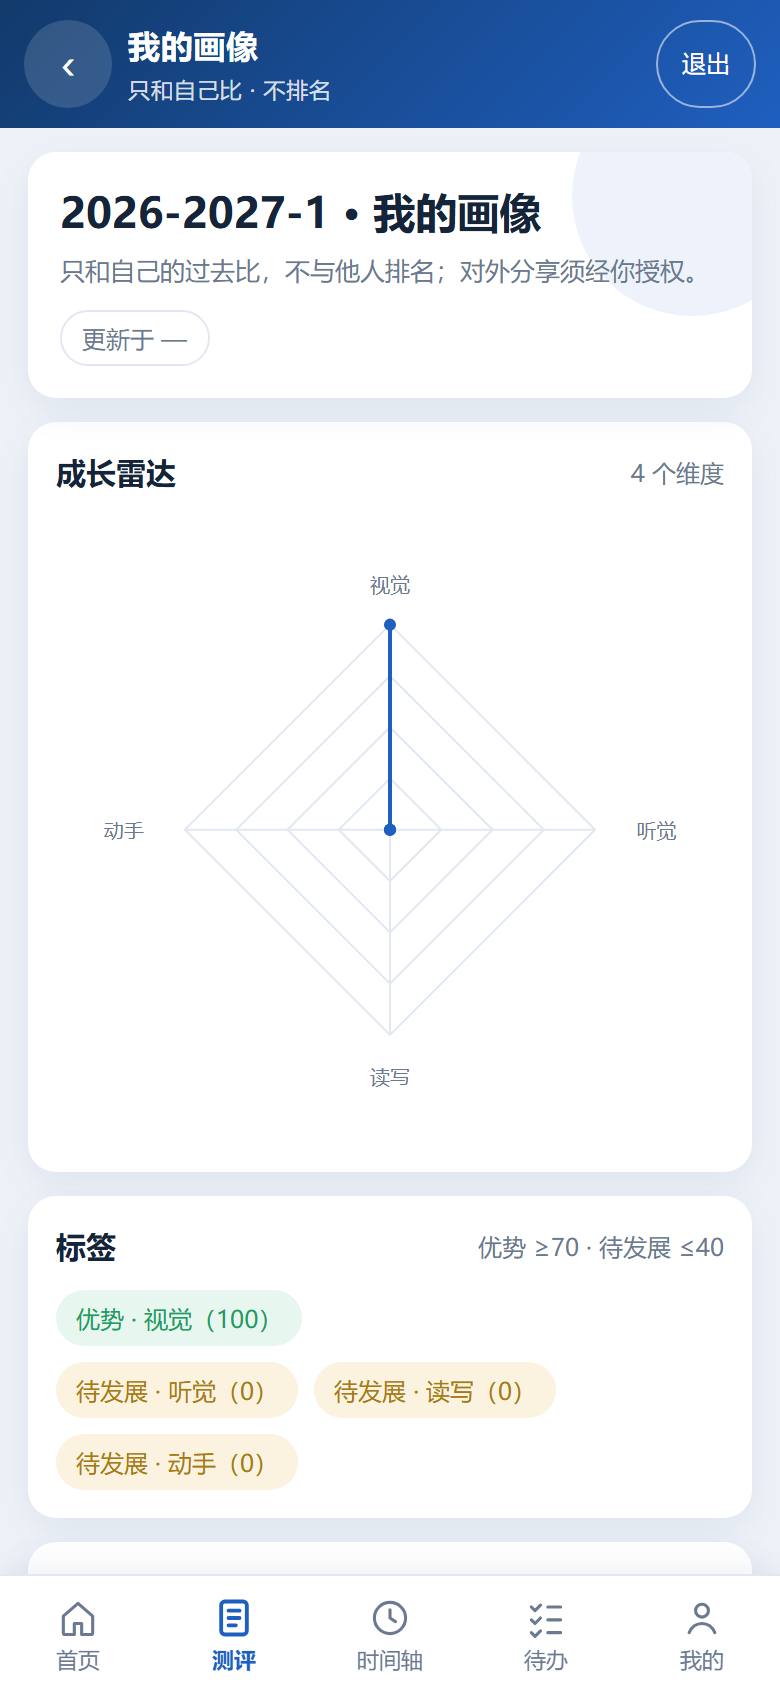 ‹
我的画像
只和自己比 · 不排名
退出
2026-2027-1 • 我的画像
只和自己的过去比，不与他人排名；对外分享须经你授权。
更新于 —
成长雷达
4 个维度
视觉
动手
听觉
读写
标签
优势 ≥70 · 待发展 ≤40
优势 · 视觉（100）
待发展 · 听觉（0）
待发展 · 读写（0）
待发展 · 动手（0）
首页
测评
时间轴
待办
我的